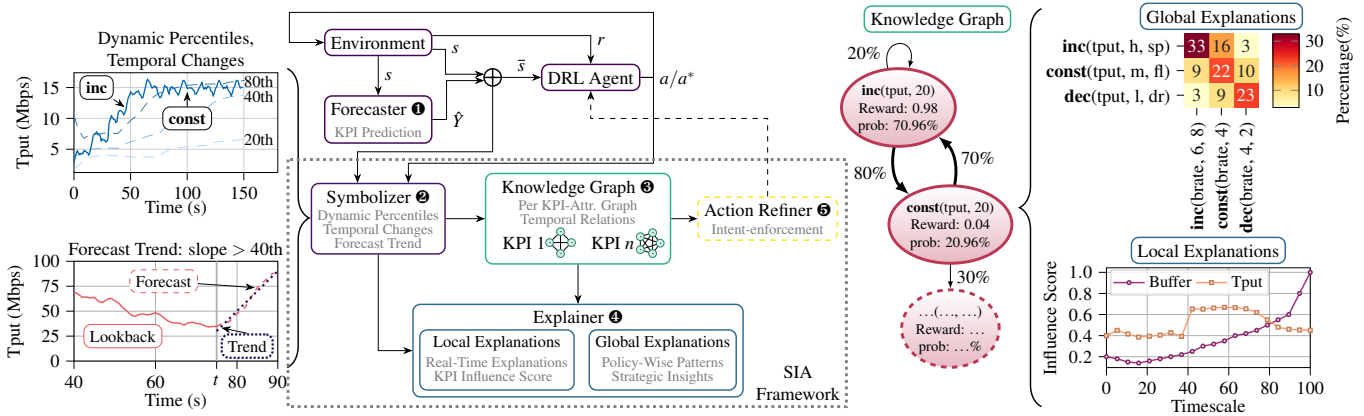 Dynamic Percentiles,
Temporal Changes
Tput (Mbps)
15
10
5
inc
const
80th
40th
20th
0
50
100
150
Time (s)
Forecast Trend: slope > 40th
Tput (Mbps)
100
75
50
25
0
Forecast
Lookback
Trend
40
60
t
80
90
Time (s)
Environment
s
r
s
s̄
DRL Agent
a/a*
Forecaster ❶
KPI Prediction
Ŷ
Symbolizer ❷
Dynamic Percentiles
Temporal Changes
Forecast Trend
Knowledge Graph ❸
Per KPI-Attr. Graph
Temporal Relations
KPI 1
KPI n
Action Refiner ❺
Intent-enforcement
Explainer ❹
Local Explanations
Real-Time Explanations
KPI Influence Score
Global Explanations
Policy-Wise Patterns
Strategic Insights
SIA
Framework
Knowledge Graph
20%
inc(tput, 20)
Reward: 0.98
prob: 70.96%
80%
70%
const(tput, 20)
Reward: 0.04
prob: 20.96%
30%
…(…, …)
Reward: …
prob: …%
Global Explanations
inc(tput, h, sp)
33 16 3
const(tput, m, fl)
9 22 10
dec(tput, l, dr)
3 9 23
inc(brate, 6, 8)
const(brate, 4)
dec(brate, 4, 2)
30
20
10
Percentage(%)
Local Explanations
Influence Score
1.0
0.8
0.6
0.4
0.2
Buffer
Tput
0
20
40
60
80
100
Timescale